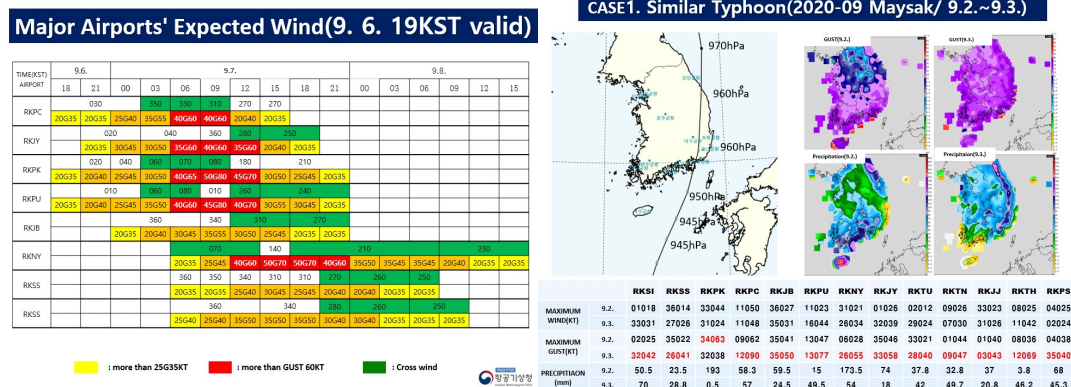 Major Airports' Expected Wind(9. 6. 19KST valid)
TIME(KST) 9.6. 9.7. 9.8.
AIRPORT 18 21 00 03 06 09 12 15 18 21 00 03 06 09 12 15
030 350 330 310 270 270
RKPC
20G35 20G35 25G40 35G55 40G60 40G60 20G40 20G35
020 040 360 280 250
RKJY
20G35 30G45 30G45 35G60 40G60 35G60 20G40 20G35
020 040 060 070 080 180 210
RKPK
20G35 20G40 25G45 30G50 40G65 50G80 45G70 30G50 25G45 20G35
010 060 080 010 260 240
RKPU
20G35 20G40 25G45 35G50 40G60 45G80 40G70 30G55 30G45 20G35
360 340 310 270
RKJB
20G35 20G40 30G45 35G55 30G50 25G45 20G40 20G35
070 140 210 230
RKNY
20G35 25G45 40G60 50G70 50G70 40G60 35G50 35G45 35G45 20G40 20G35 20G35
360 350 340 310 310 270 260 250
RKSS
20G35 20G35 25G45 30G45 30G45 25G45 20G40 20G35
360 340 280 260 250
RKSS
25G40 25G40 35G50 35G50 35G50 30G40 20G40 20G35 20G35
: more than 25G35KT : more than GUST 60KT : Cross wind
항공기상청
CASE1. Similar Typhoon(2020-09 Maysak/ 9.2.~9.3.)
970hPa
960hPa
960hPa
950hPa
945hPa
945hPa
GUST(9.2.) GUST(9.3.)
Precipitation(9.2.) Precipitaion(9.3.)
RKSI RKSS RKPK RKPC RKJB RKPU RKNY RKJY RKTU RKTN RKJJ RKTH RKPS
MAXIMUM WIND(KT)
9.2. 01018 36014 33044 11050 36027 11023 31021 01026 02012 09026 33023 08025 04025
9.3. 33031 27026 31024 11048 35031 16044 26034 32039 29024 07030 31026 11042 02024
MAXIMUM GUST(KT)
9.2. 02025 35022 34063 09062 35041 13047 06028 35046 33021 01044 01040 08036 04038
9.3. 32042 26041 32038 12090 35050 13077 26055 33058 28040 09047 03043 12069 35040
PRECIPITIAON (mm)
9.2. 50.5 23.5 193 58.3 59.5 15 173.5 74 37.8 49.7 37 3.8 68
9.3. 70 28.8 0.5 57 24.5 49.5 54 18 42 49.7 20.8 46.2 45.3